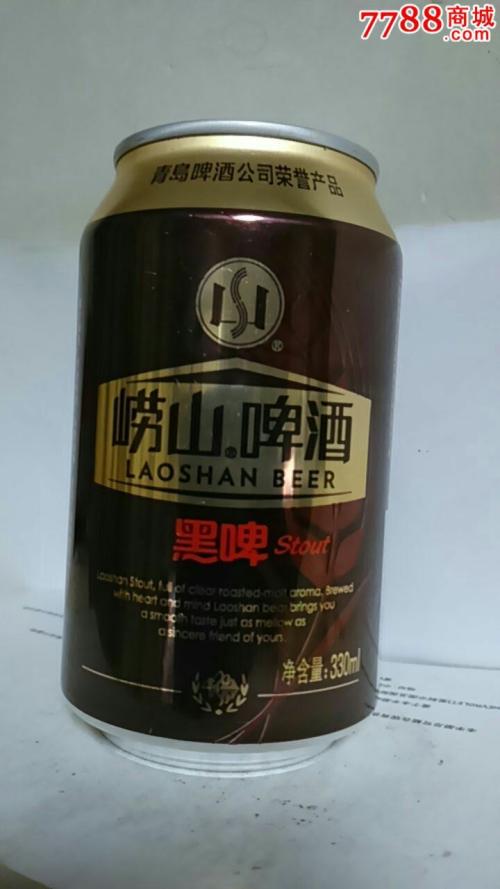 7788商城
.com
青島啤酒公司荣誉产品
®
崂山®啤酒
LAOSHAN BEER
黑啤 Stout
Laoshan Stout, full of clear roasted-malt aroma, Brewed
with heart and mind Laoshan beer brings you
a smooth taste just as mellow as
a sincere friend of yours.
净含量:330ml